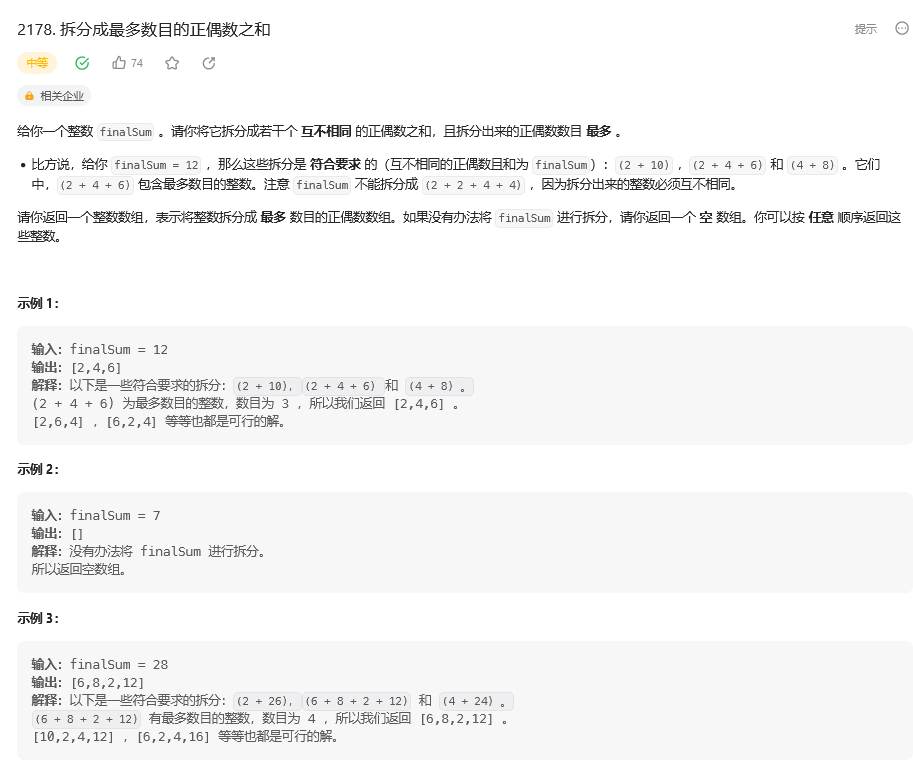 2178. 拆分成最多数目的正偶数之和
提示
中等
74
相关企业
给你一个整数 finalSum 。请你将它拆分成若干个 互不相同 的正偶数之和，且拆分出来的正偶数数目 最多 。
• 比方说，给你 finalSum = 12 ，那么这些拆分是 符合要求 的（互不相同的正偶数且和为 finalSum）：(2 + 10) ，(2 + 4 + 6) 和 (4 + 8) 。它们
中，(2 + 4 + 6) 包含最多数目的整数。注意 finalSum 不能拆分成 (2 + 2 + 4 + 4) ，因为拆分出来的整数必须互不相同。
请你返回一个整数数组，表示将整数拆分成 最多 数目的正偶数数组。如果没有办法将 finalSum 进行拆分，请你返回一个 空 数组。你可以按 任意 顺序返回这
些整数。
示例 1：
输入：finalSum = 12
输出：[2,4,6]
解释：以下是一些符合要求的拆分：(2 + 10)，(2 + 4 + 6) 和 (4 + 8) 。
(2 + 4 + 6) 为最多数目的整数，数目为 3 ，所以我们返回 [2,4,6] 。
[2,6,4] ，[6,2,4] 等等也都是可行的解。
示例 2：
输入：finalSum = 7
输出：[]
解释：没有办法将 finalSum 进行拆分。
所以返回空数组。
示例 3：
输入：finalSum = 28
输出：[6,8,2,12]
解释：以下是一些符合要求的拆分：(2 + 26)，(6 + 8 + 2 + 12) 和 (4 + 24) 。
(6 + 8 + 2 + 12) 有最多数目的整数，数目为 4 ，所以我们返回 [6,8,2,12] 。
[10,2,4,12] ，[6,2,4,16] 等等也都是可行的解。